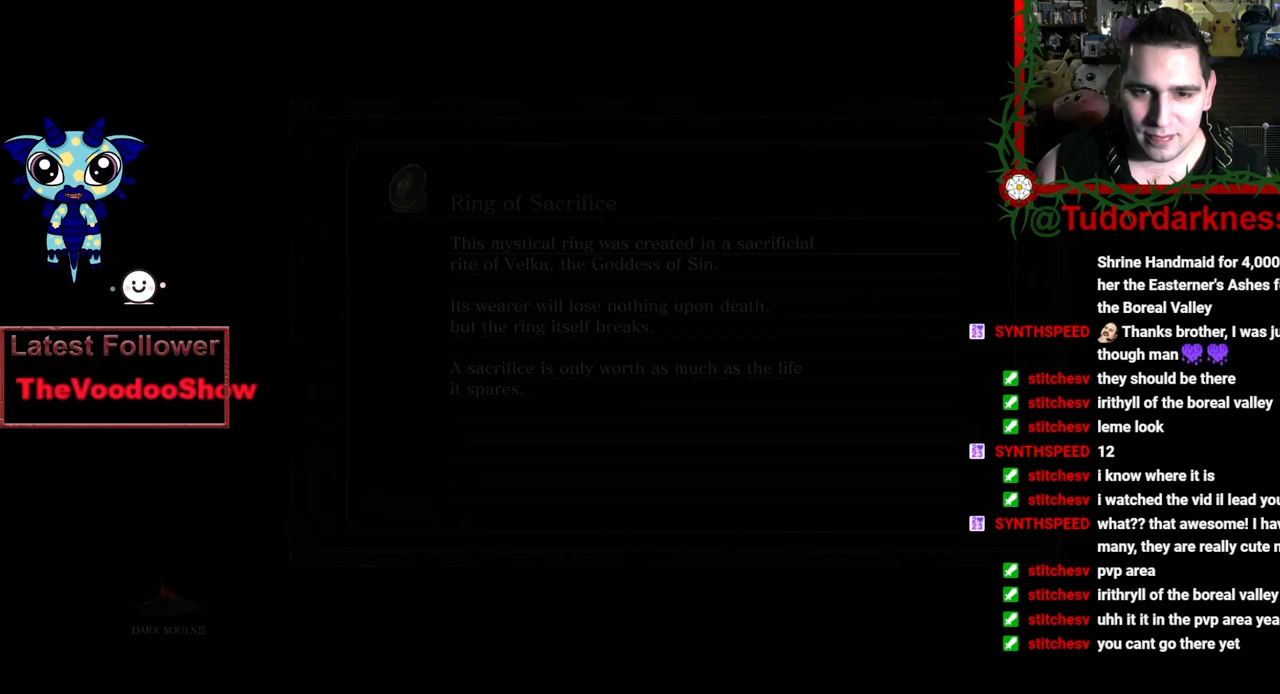 Ring of Sacrifice
This mystical ring was created in a sacrificial
rite of Velka, the Goddess of Sin.
Its wearer will lose nothing upon death,
but the ring itself breaks.
A sacrifice is only worth as much as the life
it spares.
DARK SOULS III
Latest Follower
TheVoodooShow
@Tudordarkness
Shrine Handmaid for 4,000
her the Easterner's Ashes
the Boreal Valley
SYNTHSPEED Thanks brother, I was
though man
stitchesv they should be there
stitchesv irithyll of the boreal valley
stitchesv leme look
SYNTHSPEED 12
stitchesv i know where it is
stitchesv i watched the vid il lead
SYNTHSPEED what?? that awesome! I
many, they are really cute
stitchesv pvp area
stitchesv irithryll of the boreal valley
stitchesv uhh it it in the pvp area
stitchesv you cant go there yet